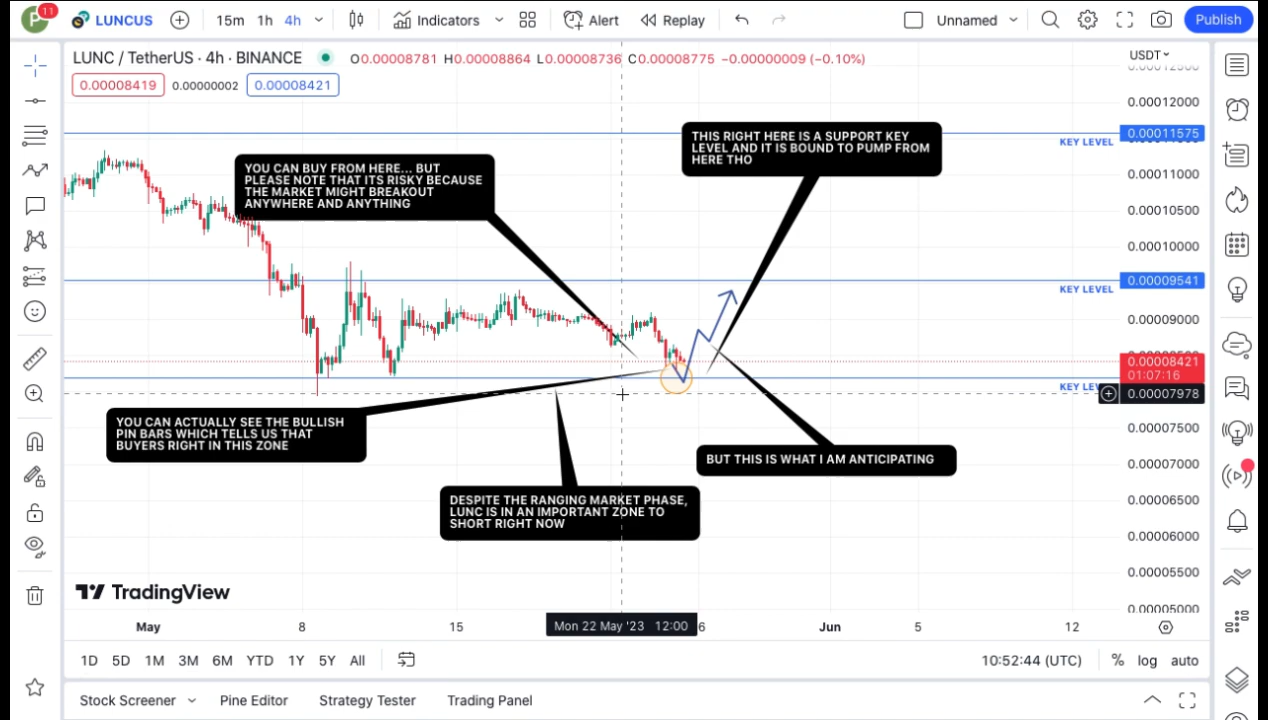 P
11
LUNCUS
15m 1h 4h
Indicators
Alert
Replay
Unnamed
Publish
LUNC / TetherUS · 4h · BINANCE
O0.00008781 H0.00008864 L0.00008736 C0.00008775 −0.00000009 (−0.10%)
0.00008419 0.00000002 0.00008421
USDT
0.00012500
0.00012000
0.00011575
KEY LEVEL
0.00011000
0.00010500
0.00010000
0.00009541
KEY LEVEL
0.00009000
0.00008421
01:07:16
0.00007978
0.00007500
0.00007000
0.00006500
0.00006000
0.00005500
0.00005000
YOU CAN BUY FROM HERE... BUT
PLEASE NOTE THAT ITS RISKY BECAUSE
THE MARKET MIGHT BREAKOUT
ANYWHERE AND ANYTHING
THIS RIGHT HERE IS A SUPPORT KEY
LEVEL AND IT IS BOUND TO PUMP FROM
HERE THO
YOU CAN ACTUALLY SEE THE BULLISH
PIN BARS WHICH TELLS US THAT
BUYERS RIGHT IN THIS ZONE
BUT THIS IS WHAT I AM ANTICIPATING
DESPITE THE RANGING MARKET PHASE,
LUNC IS IN AN IMPORTANT ZONE TO
SHORT RIGHT NOW
TradingView
May 8 15 Mon 22 May '23 12:00 6 Jun 5 12
1D 5D 1M 3M 6M YTD 1Y 5Y All
10:52:44 (UTC) % log auto
Stock Screener Pine Editor Strategy Tester Trading Panel